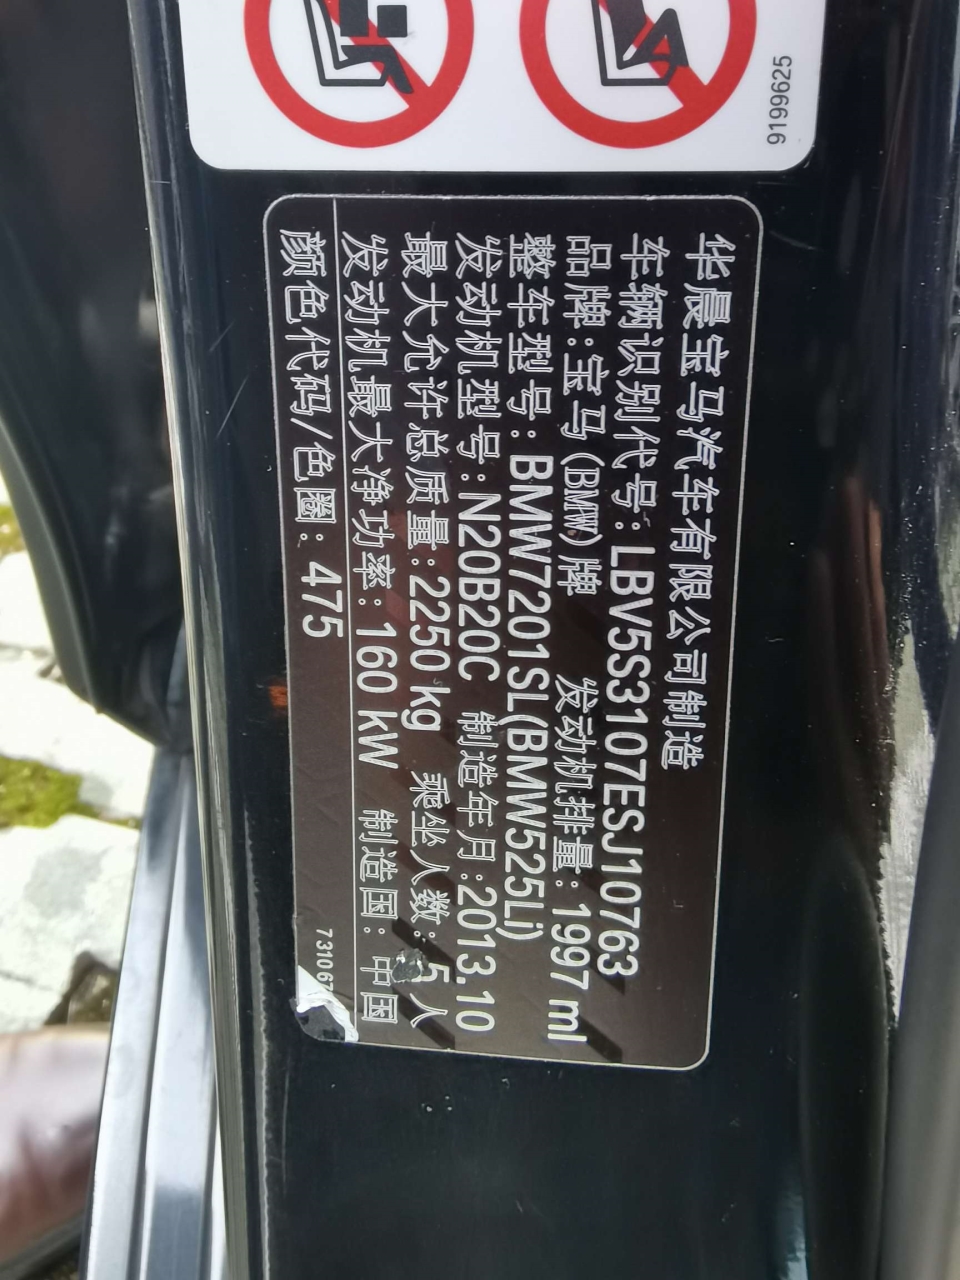 9199625
华晨宝马汽车有限公司制造
车辆识别代号:LBV5S3107ESJ10763
品牌:宝马(BMW)牌 发动机排量:1997 ml
整车型号:BMW7201SL(BMW525Li)
发动机型号:N20B20C 制造年月:2013.10
最大允许总质量:2250 kg 乘坐人数:5人
发动机最大净功率:160 kW 制造国:中国
颜色代码/色圈:475